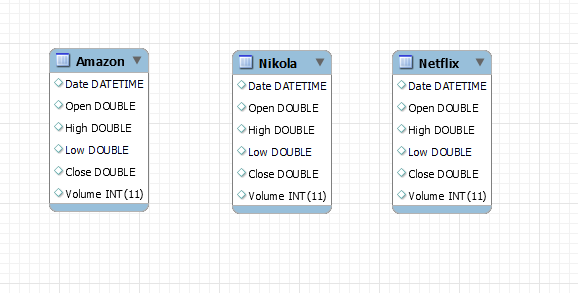 Amazon
Date DATETIME
Open DOUBLE
High DOUBLE
Low DOUBLE
Close DOUBLE
Volume INT(11)
Nikola
Date DATETIME
Open DOUBLE
High DOUBLE
Low DOUBLE
Close DOUBLE
Volume INT(11)
Netflix
Date DATETIME
Open DOUBLE
High DOUBLE
Low DOUBLE
Close DOUBLE
Volume INT(11)